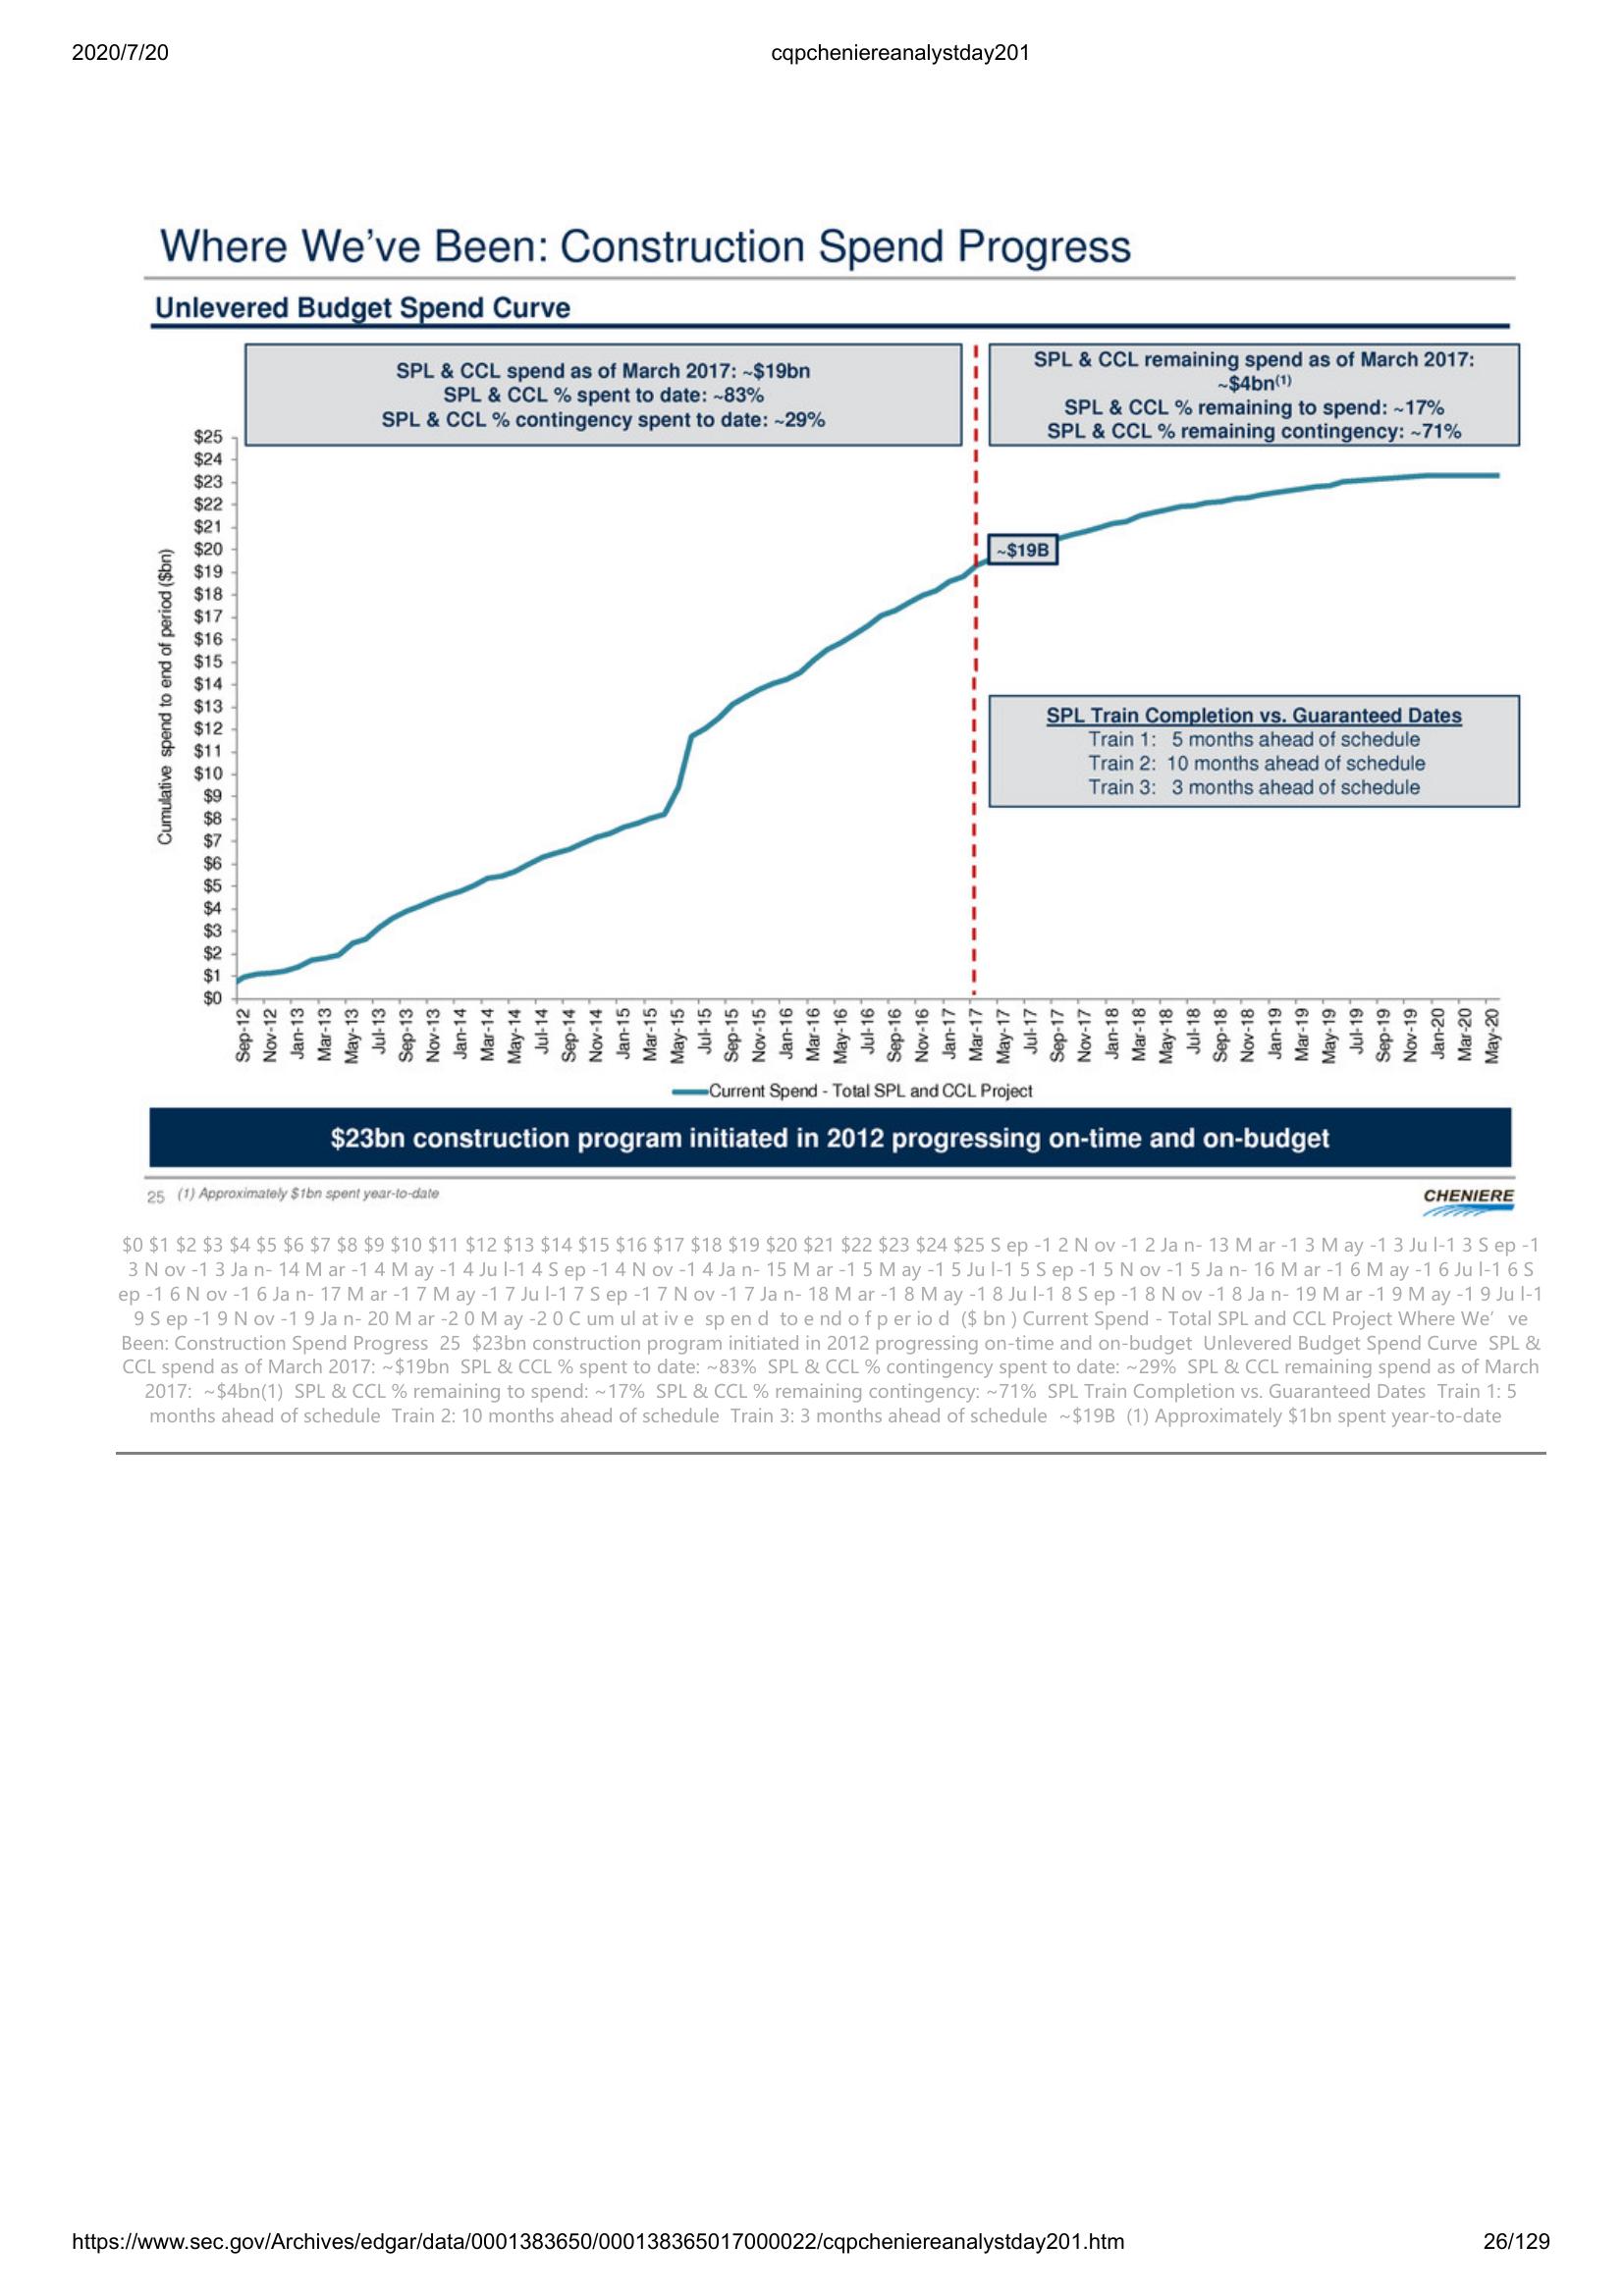 2020/7/20 cqpcheniereanalystday201
Where We've Been: Construction Spend Progress
Unlevered Budget Spend Curve
SPL & CCL spend as of March 2017: ~$19bn
SPL & CCL % spent to date: ~83%
SPL & CCL % contingency spent to date: ~29%
SPL & CCL remaining spend as of March 2017:
~$4bn(1)
SPL & CCL % remaining to spend: ~17%
SPL & CCL % remaining contingency: ~71%
Cumulative spend to end of period ($bn)
$25
$24
$23
$22
$21
$20
$19
$18
$17
$16
$15
$14
$13
$12
$11
$10
$9
$8
$7
$6
$5
$4
$3
$2
$1
$0
~$19B
SPL Train Completion vs. Guaranteed Dates
Train 1: 5 months ahead of schedule
Train 2: 10 months ahead of schedule
Train 3: 3 months ahead of schedule
Sep-12
Nov-12
Jan-13
Mar-13
May-13
Jul-13
Sep-13
Nov-13
Jan-14
Mar-14
May-14
Jul-14
Sep-14
Nov-14
Jan-15
Mar-15
May-15
Jul-15
Sep-15
Nov-15
Jan-16
Mar-16
May-16
Jul-16
Sep-16
Nov-16
Jan-17
Mar-17
May-17
Jul-17
Sep-17
Nov-17
Jan-18
Mar-18
May-18
Jul-18
Sep-18
Nov-18
Jan-19
Mar-19
May-19
Jul-19
Sep-19
Nov-19
Jan-20
Mar-20
May-20
Current Spend - Total SPL and CCL Project
$23bn construction program initiated in 2012 progressing on-time and on-budget
25 (1) Approximately $1bn spent year-to-date
CHENIERE
$0 $1 $2 $3 $4 $5 $6 $7 $8 $9 $10 $11 $12 $13 $14 $15 $16 $17 $18 $19 $20 $21 $22 $23 $24 $25 S ep -1 2 N ov -1 2 Ja n- 13 M ar -1 3 M ay -1 3 Ju l-1 3 S ep -1
3 N ov -1 3 Ja n- 14 M ar -1 4 M ay -1 4 Ju l-1 4 S ep -1 4 N ov -1 4 Ja n- 15 M ar -1 5 M ay -1 5 Ju l-1 5 S ep -1 5 N ov -1 5 Ja n- 16 M ar -1 6 M ay -1 6 Ju l-1 6 S
ep -1 6 N ov -1 6 Ja n- 17 M ar -1 7 M ay -1 7 Ju l-1 7 S ep -1 7 N ov -1 7 Ja n- 18 M ar -1 8 M ay -1 8 Ju l-1 8 S ep -1 8 N ov -1 8 Ja n- 19 M ar -1 9 M ay -1 9 Ju l-1
9 S ep -1 9 N ov -1 9 Ja n- 20 M ar -2 0 M ay -2 0 C um ul at iv e sp en d to e nd o f p er io d ($ bn ) Current Spend - Total SPL and CCL Project Where We’ ve
Been: Construction Spend Progress 25 $23bn construction program initiated in 2012 progressing on-time and on-budget Unlevered Budget Spend Curve SPL &
CCL spend as of March 2017: ~$19bn SPL & CCL % spent to date: ~83% SPL & CCL % contingency spent to date: ~29% SPL & CCL remaining spend as of March
2017: ~$4bn(1) SPL & CCL % remaining to spend: ~17% SPL & CCL % remaining contingency: ~71% SPL Train Completion vs. Guaranteed Dates Train 1: 5
months ahead of schedule Train 2: 10 months ahead of schedule Train 3: 3 months ahead of schedule ~$19B (1) Approximately $1bn spent year-to-date
https://www.sec.gov/Archives/edgar/data/0001383650/000138365017000022/cqpcheniereanalystday201.htm 26/129